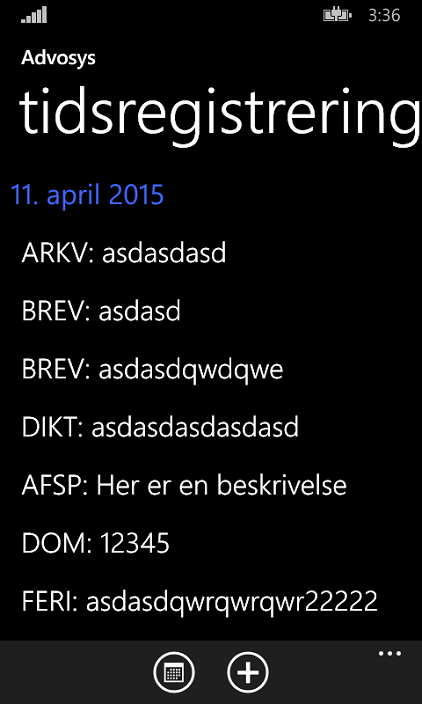 3:36
Advosys
tidsregistrering
11. april 2015
ARKV: asdasdasd
BREV: asdasd
BREV: asdasdqwdqwe
DIKT: asdasdasdasdasd
AFSP: Her er en beskrivelse
DOM: 12345
FERI: asdasdqwrqwrqwr22222